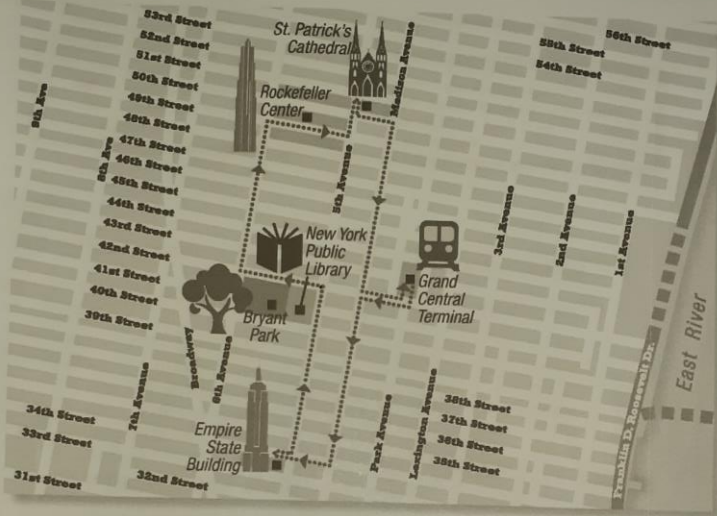 53rd Street
52nd Street
51st Street
50th Street
49th Street
48th Street
47th Street
46th Street
45th Street
44th Street
43rd Street
42nd Street
41st Street
40th Street
39th Street
34th Street
33rd Street
31st Street
32nd Street
9th Ave
8th Ave
7th Avenue
Broadway
6th Avenue
St. Patrick's
Cathedral
Rockefeller
Center
5th Avenue
Madison Avenue
New York
Public
Library
Bryant
Park
Empire
State
Building
Grand
Central
Terminal
Park Avenue
Lexington Avenue
3rd Avenue
2nd Avenue
1st Avenue
56th Street
55th Street
54th Street
38th Street
37th Street
36th Street
35th Street
Franklin D. Roosevelt Dr.
East River